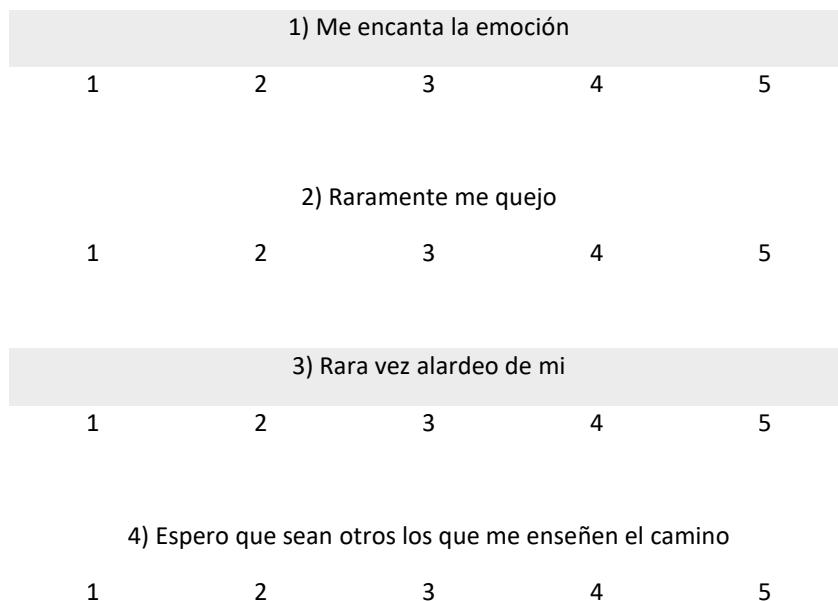 1) Me encanta la emoción
1 2 3 4 5
2) Raramente me quejo
1 2 3 4 5
3) Rara vez alardeo de mi
1 2 3 4 5
4) Espero que sean otros los que me enseñen el camino
1 2 3 4 5